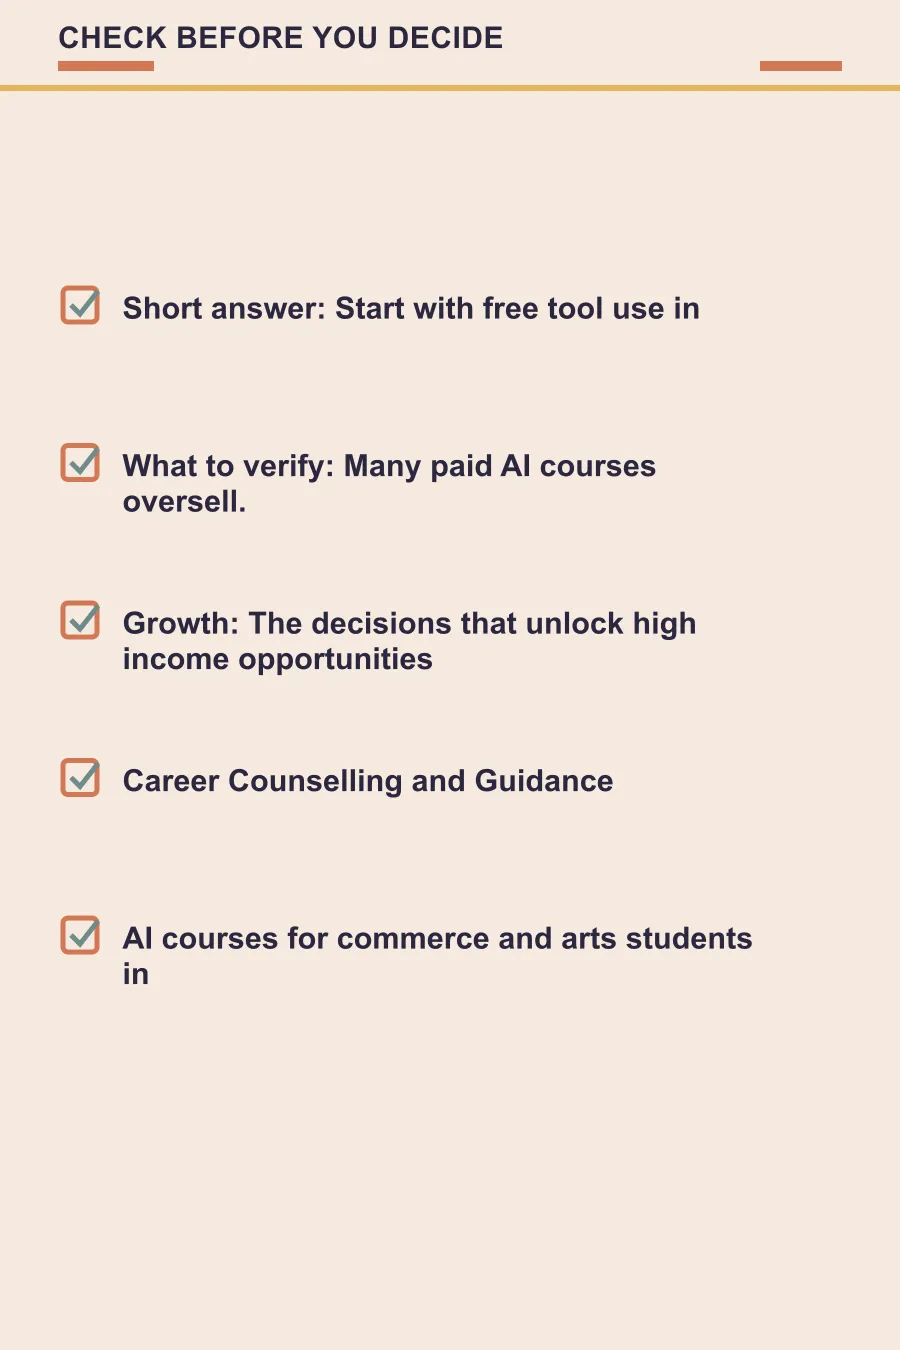 CHECK BEFORE YOU DECIDE
Short answer: Start with free tool use in
What to verify: Many paid AI courses
oversell.
Growth: The decisions that unlock high
income opportunities
Career Counselling and Guidance
AI courses for commerce and arts students
in